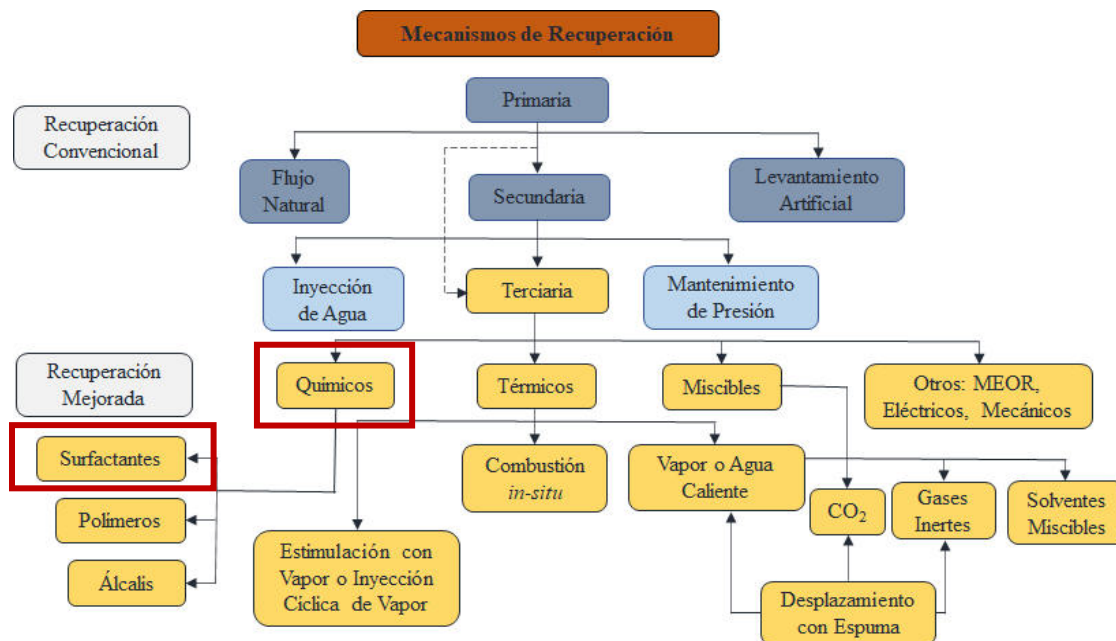 Mecanismos de Recuperación
Primaria
Recuperación
Convencional
Flujo
Natural
Secundaria
Levantamiento
Artificial
Inyección
de Agua
Terciaria
Mantenimiento
de Presión
Recuperación
Mejorada
Químicos
Térmicos
Miscibles
Otros: MEOR,
Eléctricos, Mecánicos
Surfactantes
Combustión
in-situ
Vapor o Agua
Caliente
CO₂
Gases
Inertes
Solventes
Miscibles
Polímeros
Álcalis
Estimulación con
Vapor o Inyección
Ciclica de Vapor
Desplazamiento
con Espuma